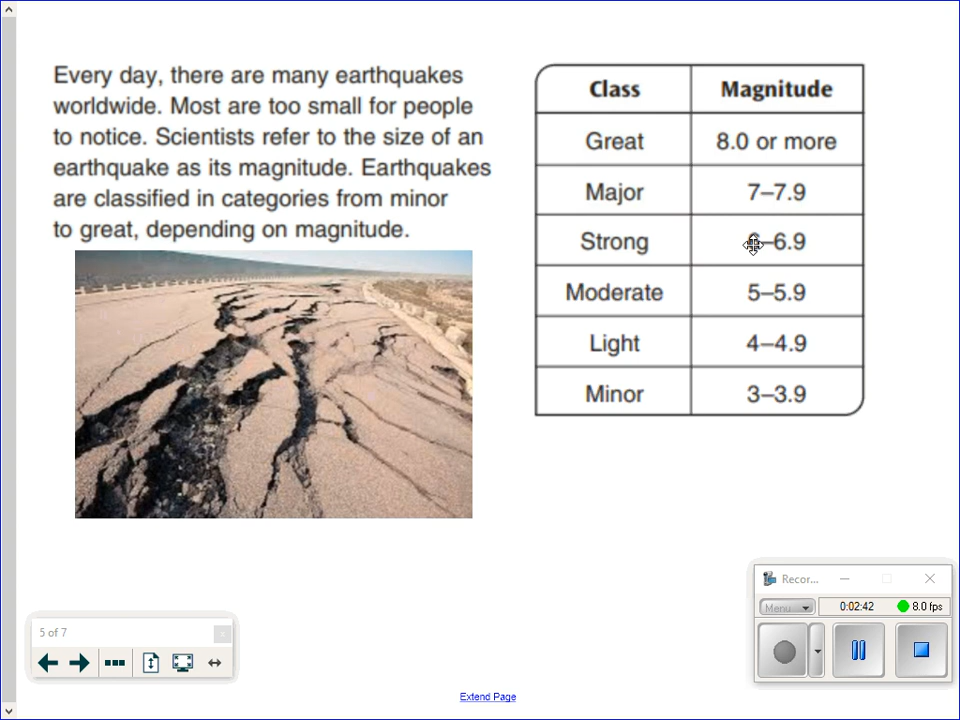 Every day, there are many earthquakes
worldwide. Most are too small for people
to notice. Scientists refer to the size of an
earthquake as its magnitude. Earthquakes
are classified in categories from minor
to great, depending on magnitude.
Class Magnitude
Great 8.0 or more
Major 7–7.9
Strong –6.9
Moderate 5–5.9
Light 4–4.9
Minor 3–3.9
Recor...
Menu 0:02:42 8.0 fps
5 of 7
Extend Page